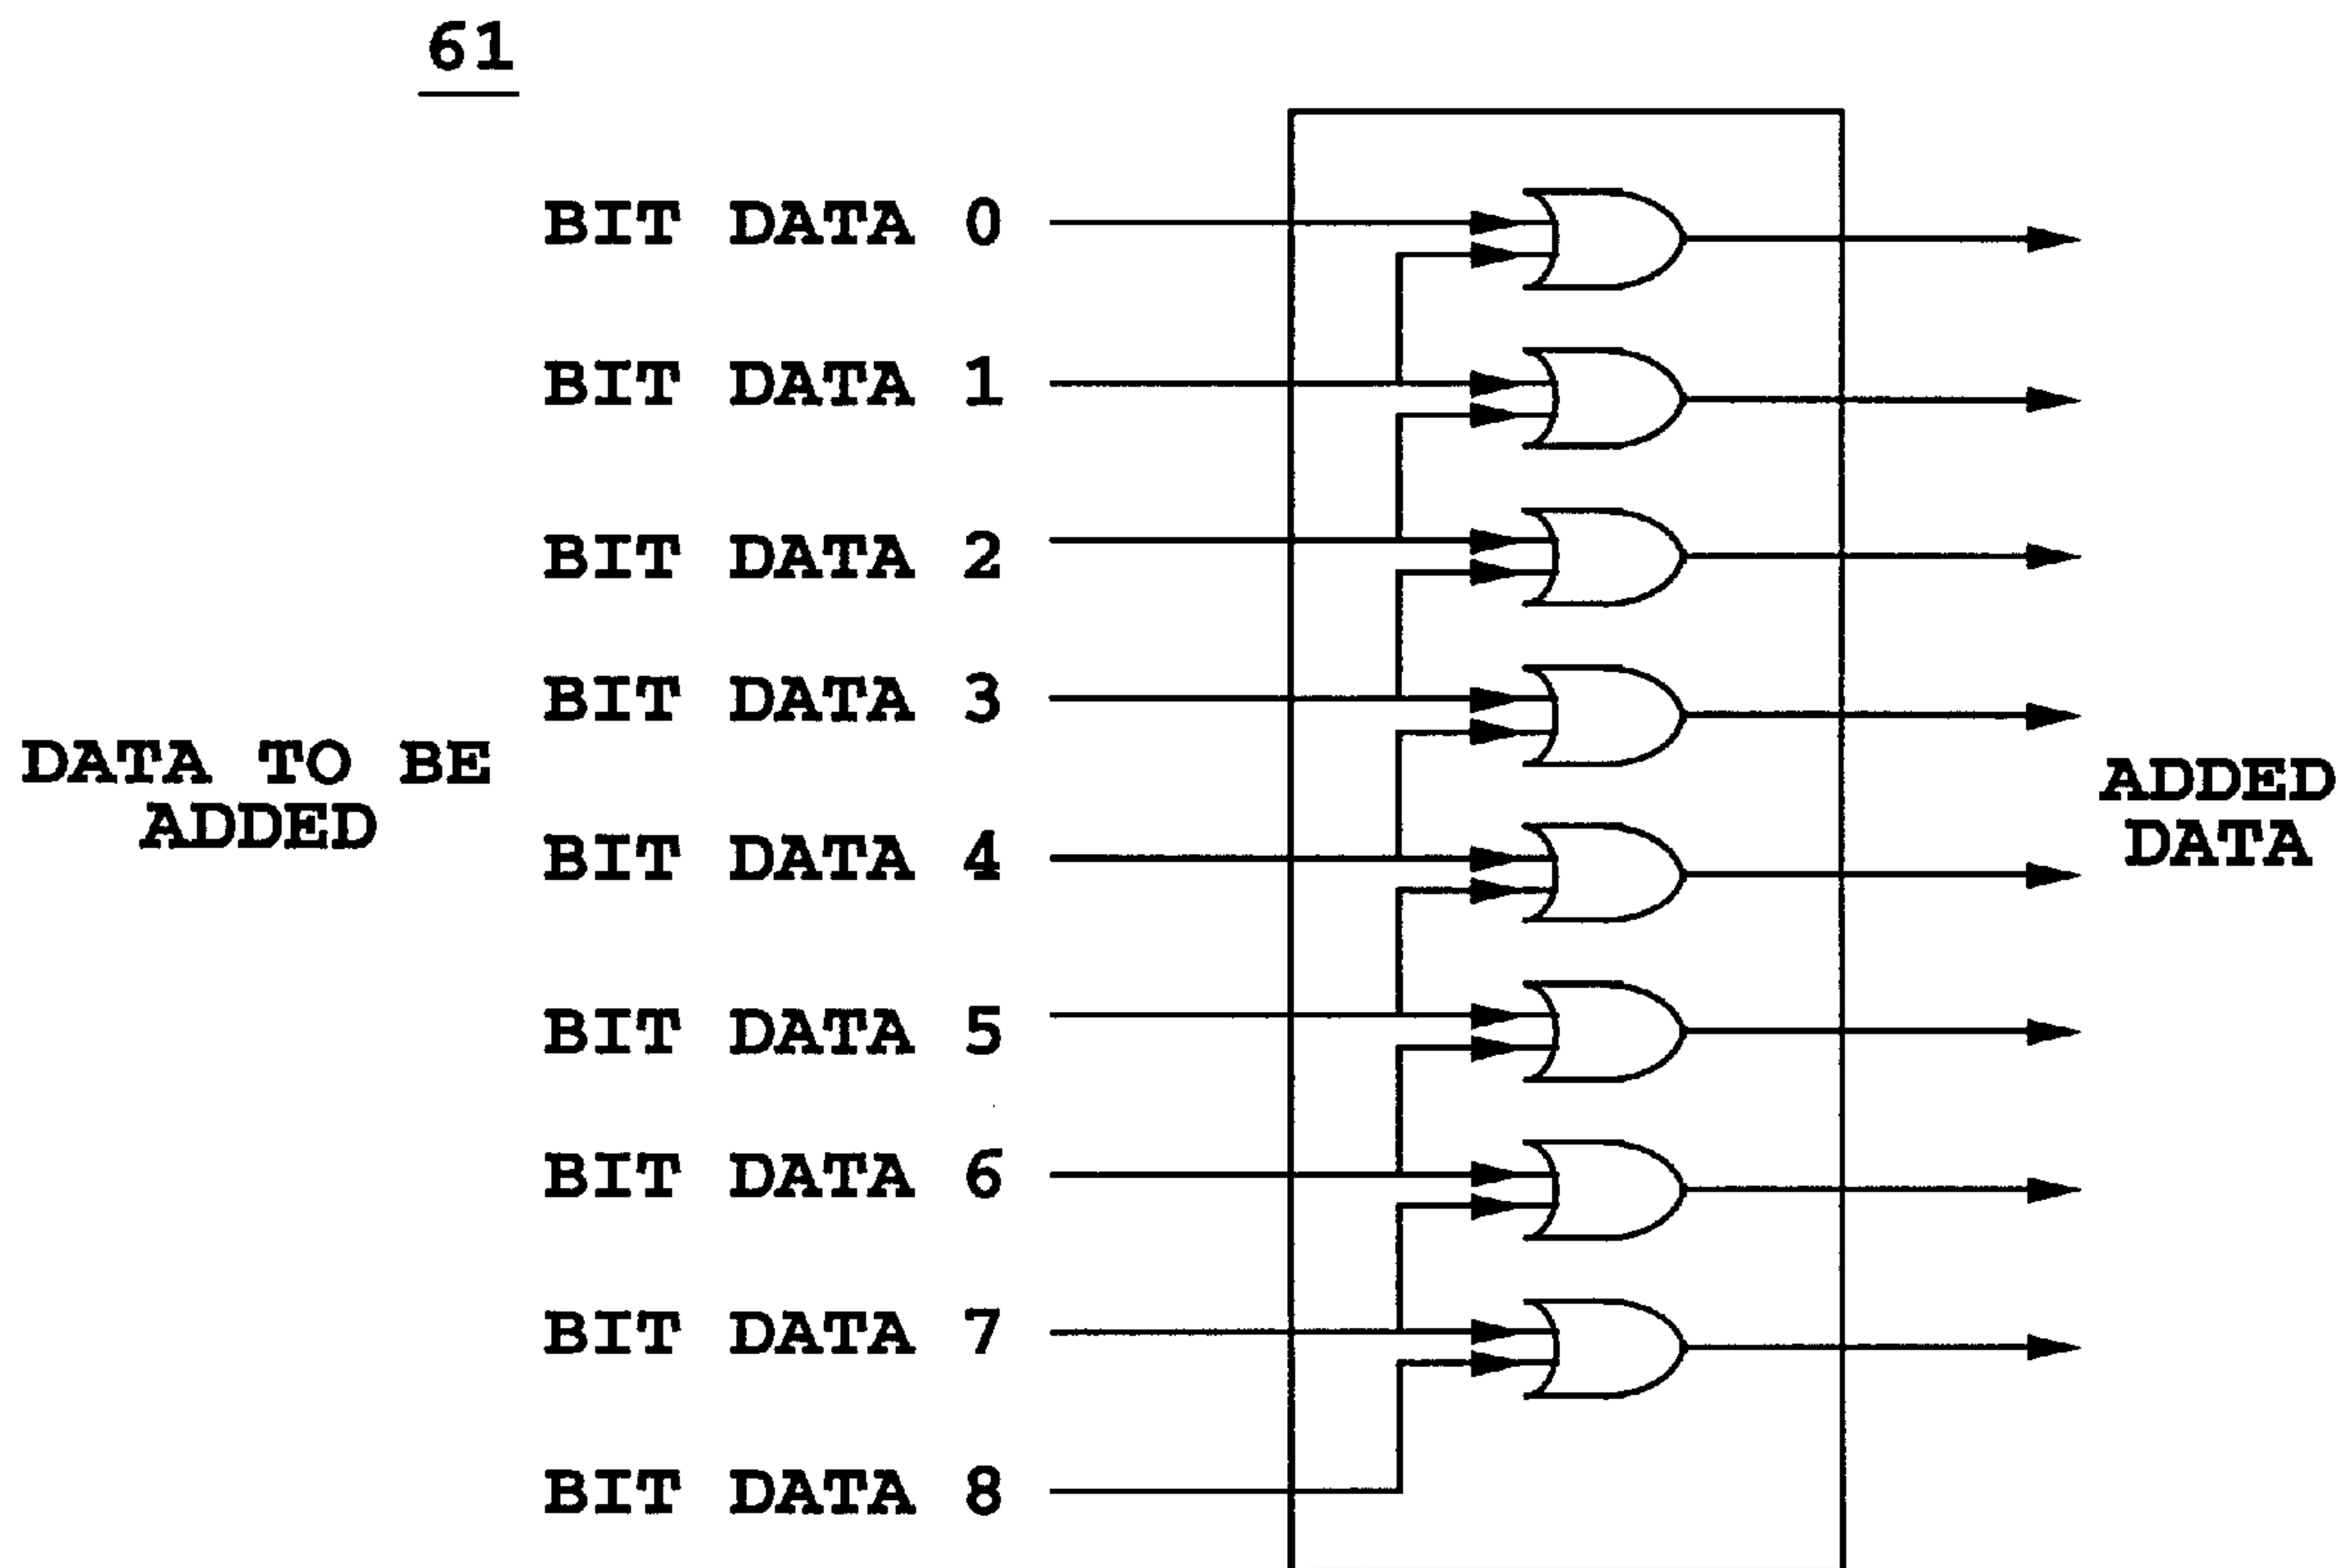 61
BIT DATA 0
BIT DATA 1
BIT DATA 2
BIT DATA 3
DATA TO BE
ADDED
BIT DATA 4
BIT DATA 5
BIT DATA 6
BIT DATA 7
BIT DATA 8
ADDED
DATA